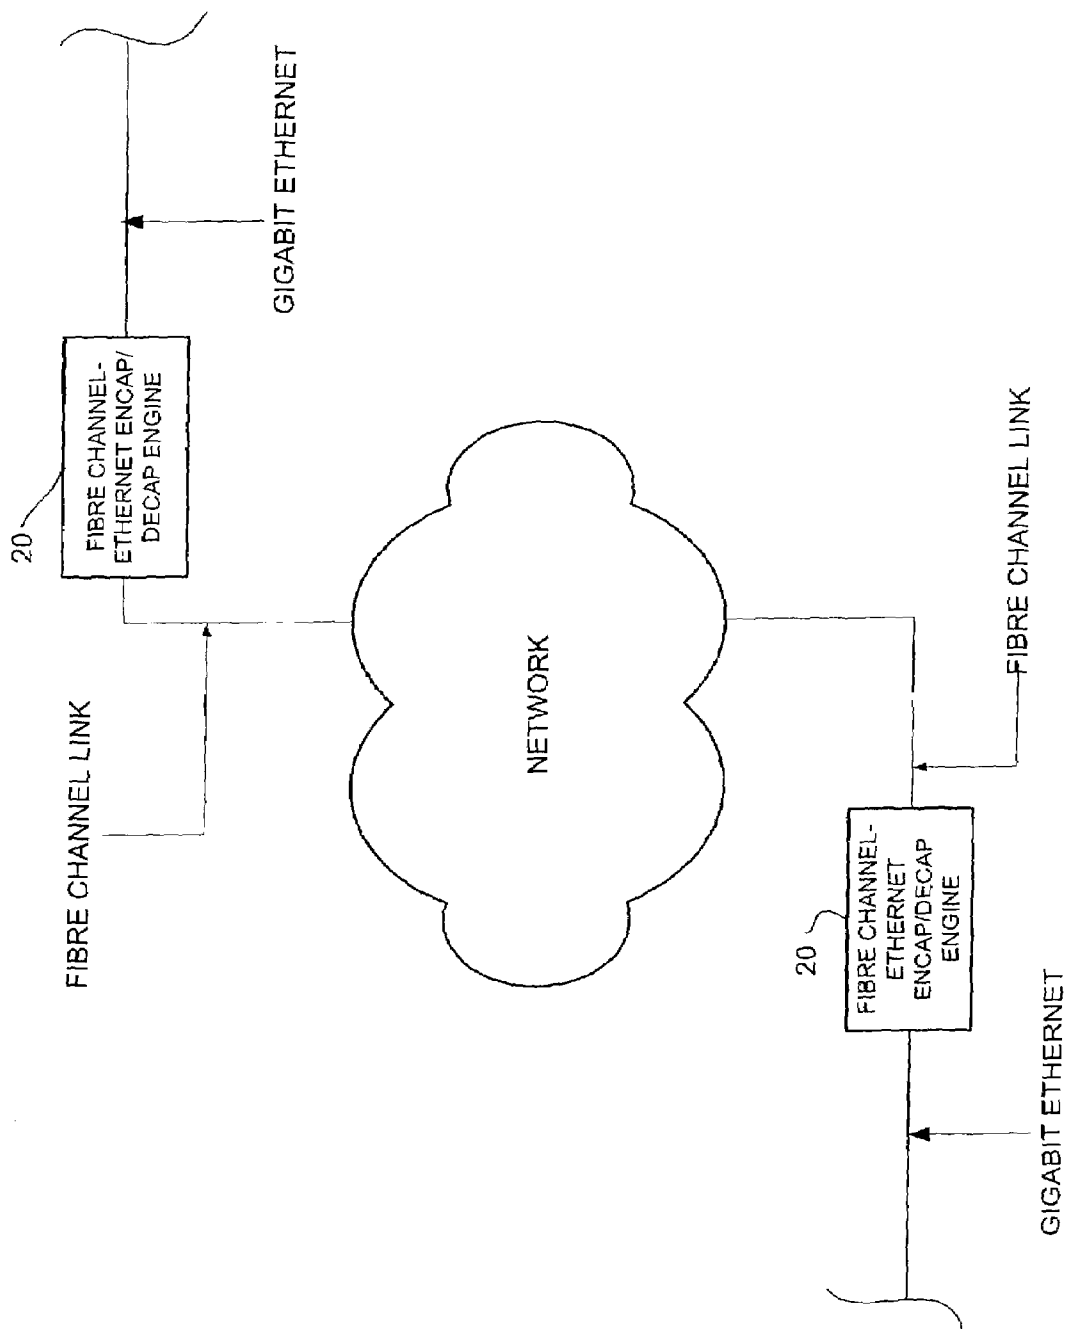 FIBRE CHANNEL LINK
20
FIBRE CHANNEL-
ETHERNET ENCAP/
DECAP ENGINE
GIGABIT ETHERNET
NETWORK
20
FIBRE CHANNEL-
ETHERNET
ENCAP/DECAP
ENGINE
FIBRE CHANNEL LINK
GIGABIT ETHERNET